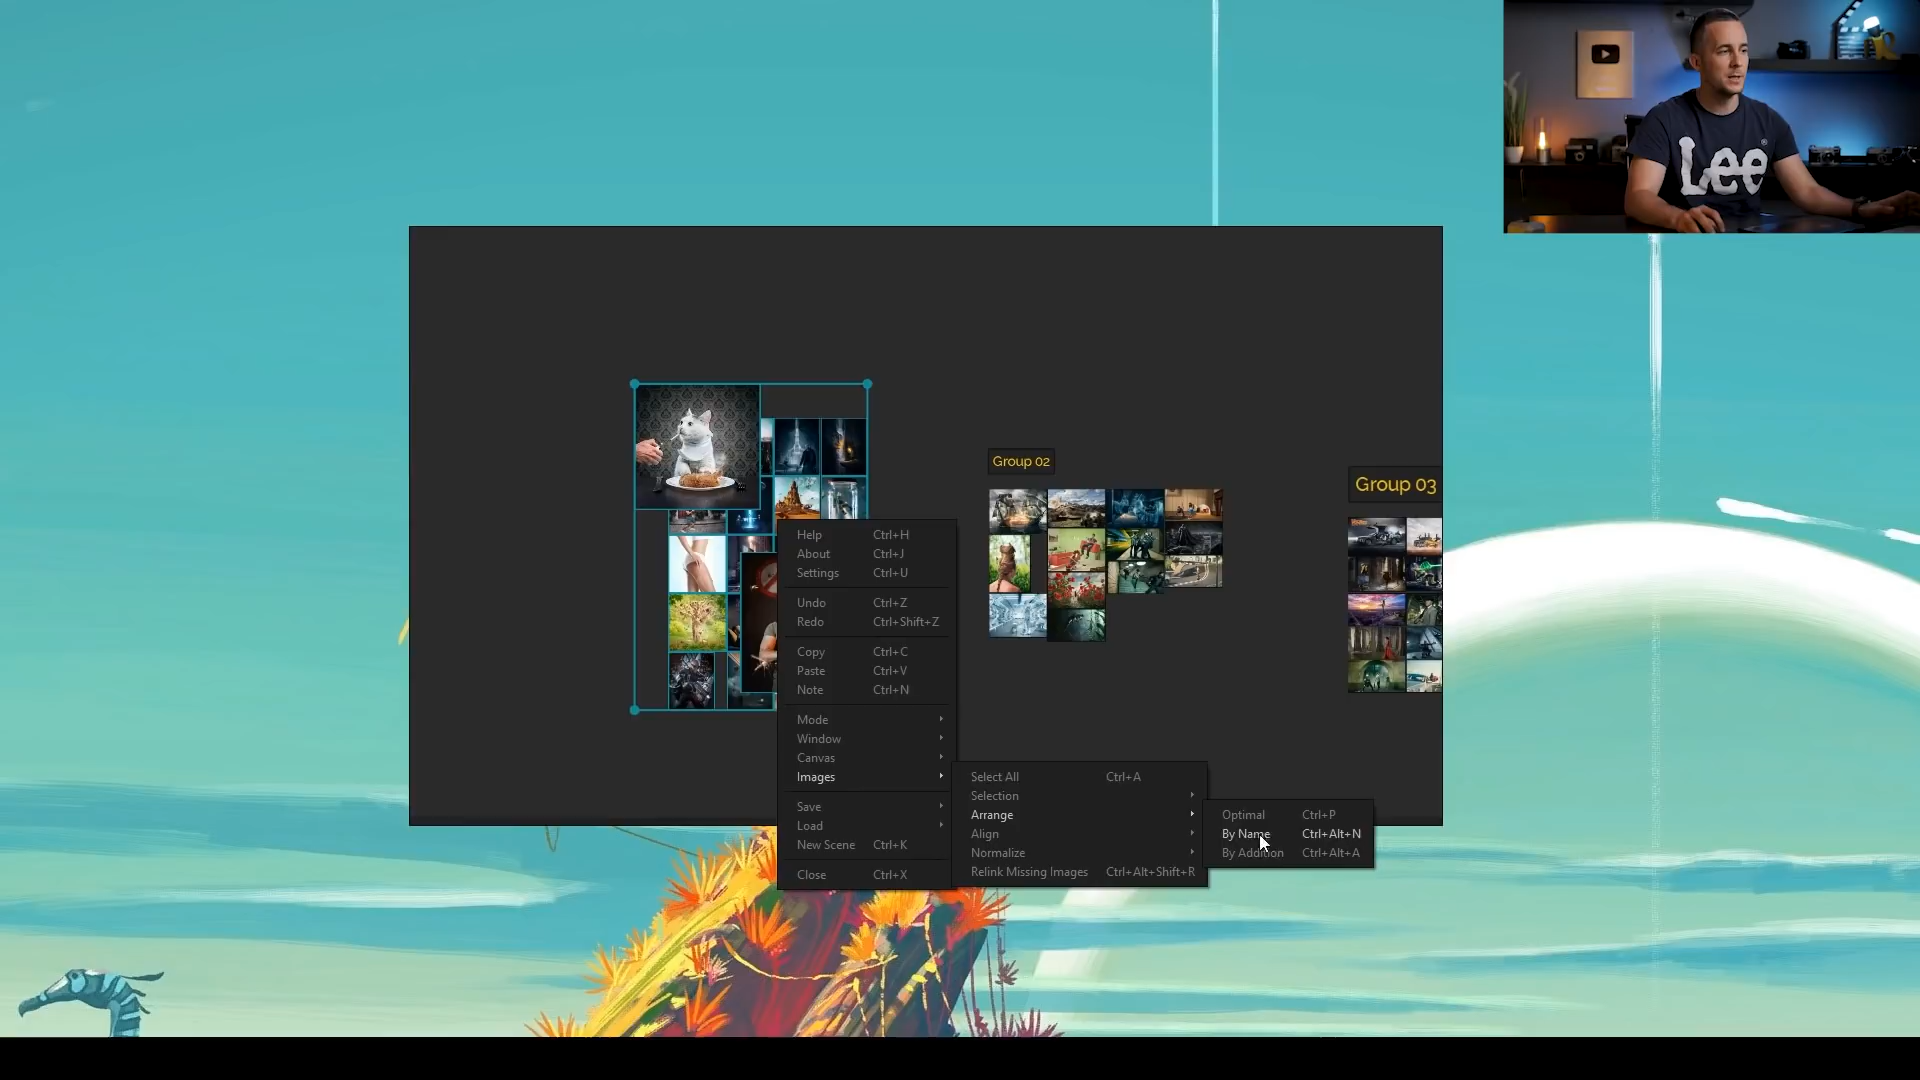 Lee
Group 02
Group 03
Help Ctrl+H
About Ctrl+J
Settings Ctrl+U
Undo Ctrl+Z
Redo Ctrl+Shift+Z
Copy Ctrl+C
Paste Ctrl+V
Note Ctrl+N
Mode
Window
Canvas
Images
Save
Load
New Scene Ctrl+K
Close Ctrl+X
Select All Ctrl+A
Selection
Arrange
Align
Normalize
Relink Missing Images Ctrl+Alt+Shift+R
Optimal Ctrl+P
By Name Ctrl+Alt+N
By Addition Ctrl+Alt+A